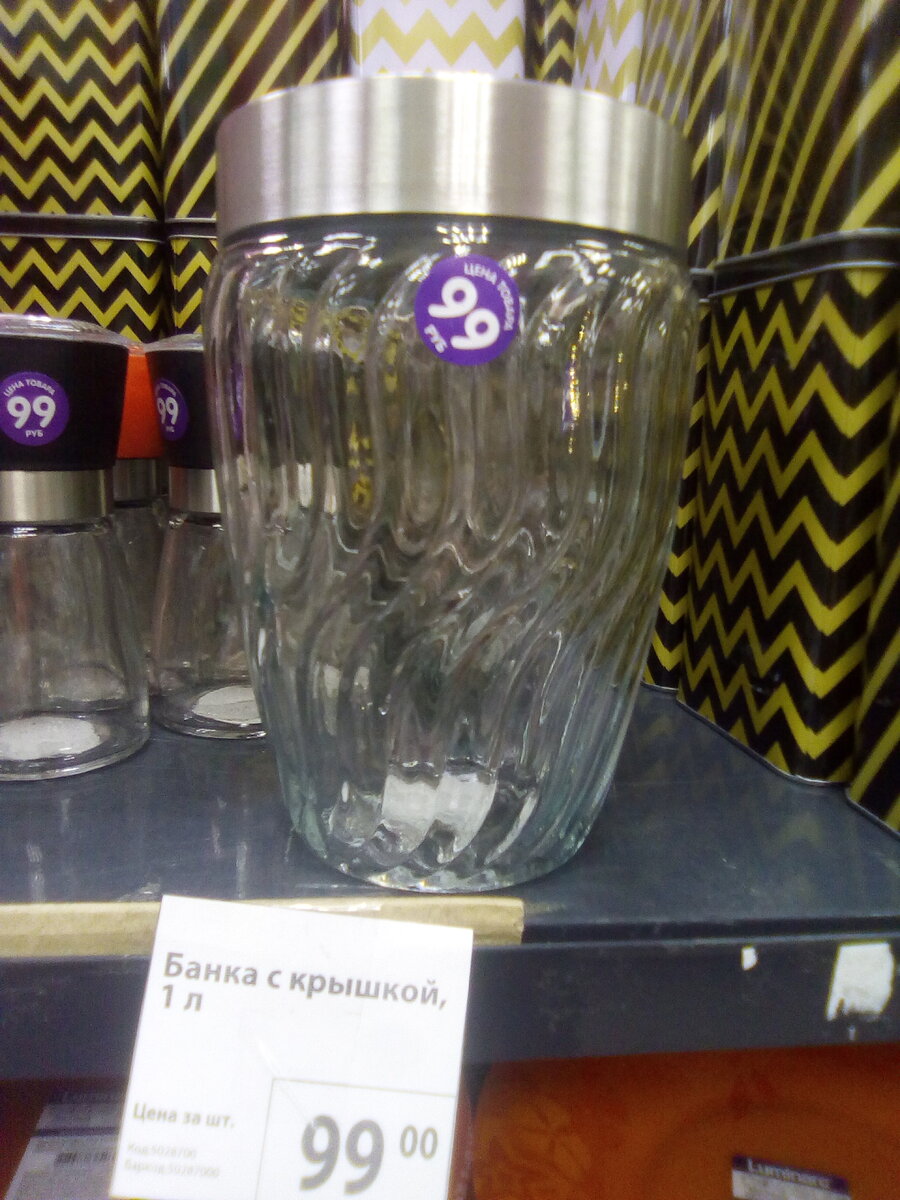 ЦЕНА ТОВАРА
99
РУБ
ЦЕНА ТОВАРА
99
РУБ
99
Банка с крышкой,
1 л
Цена за шт.
99 00